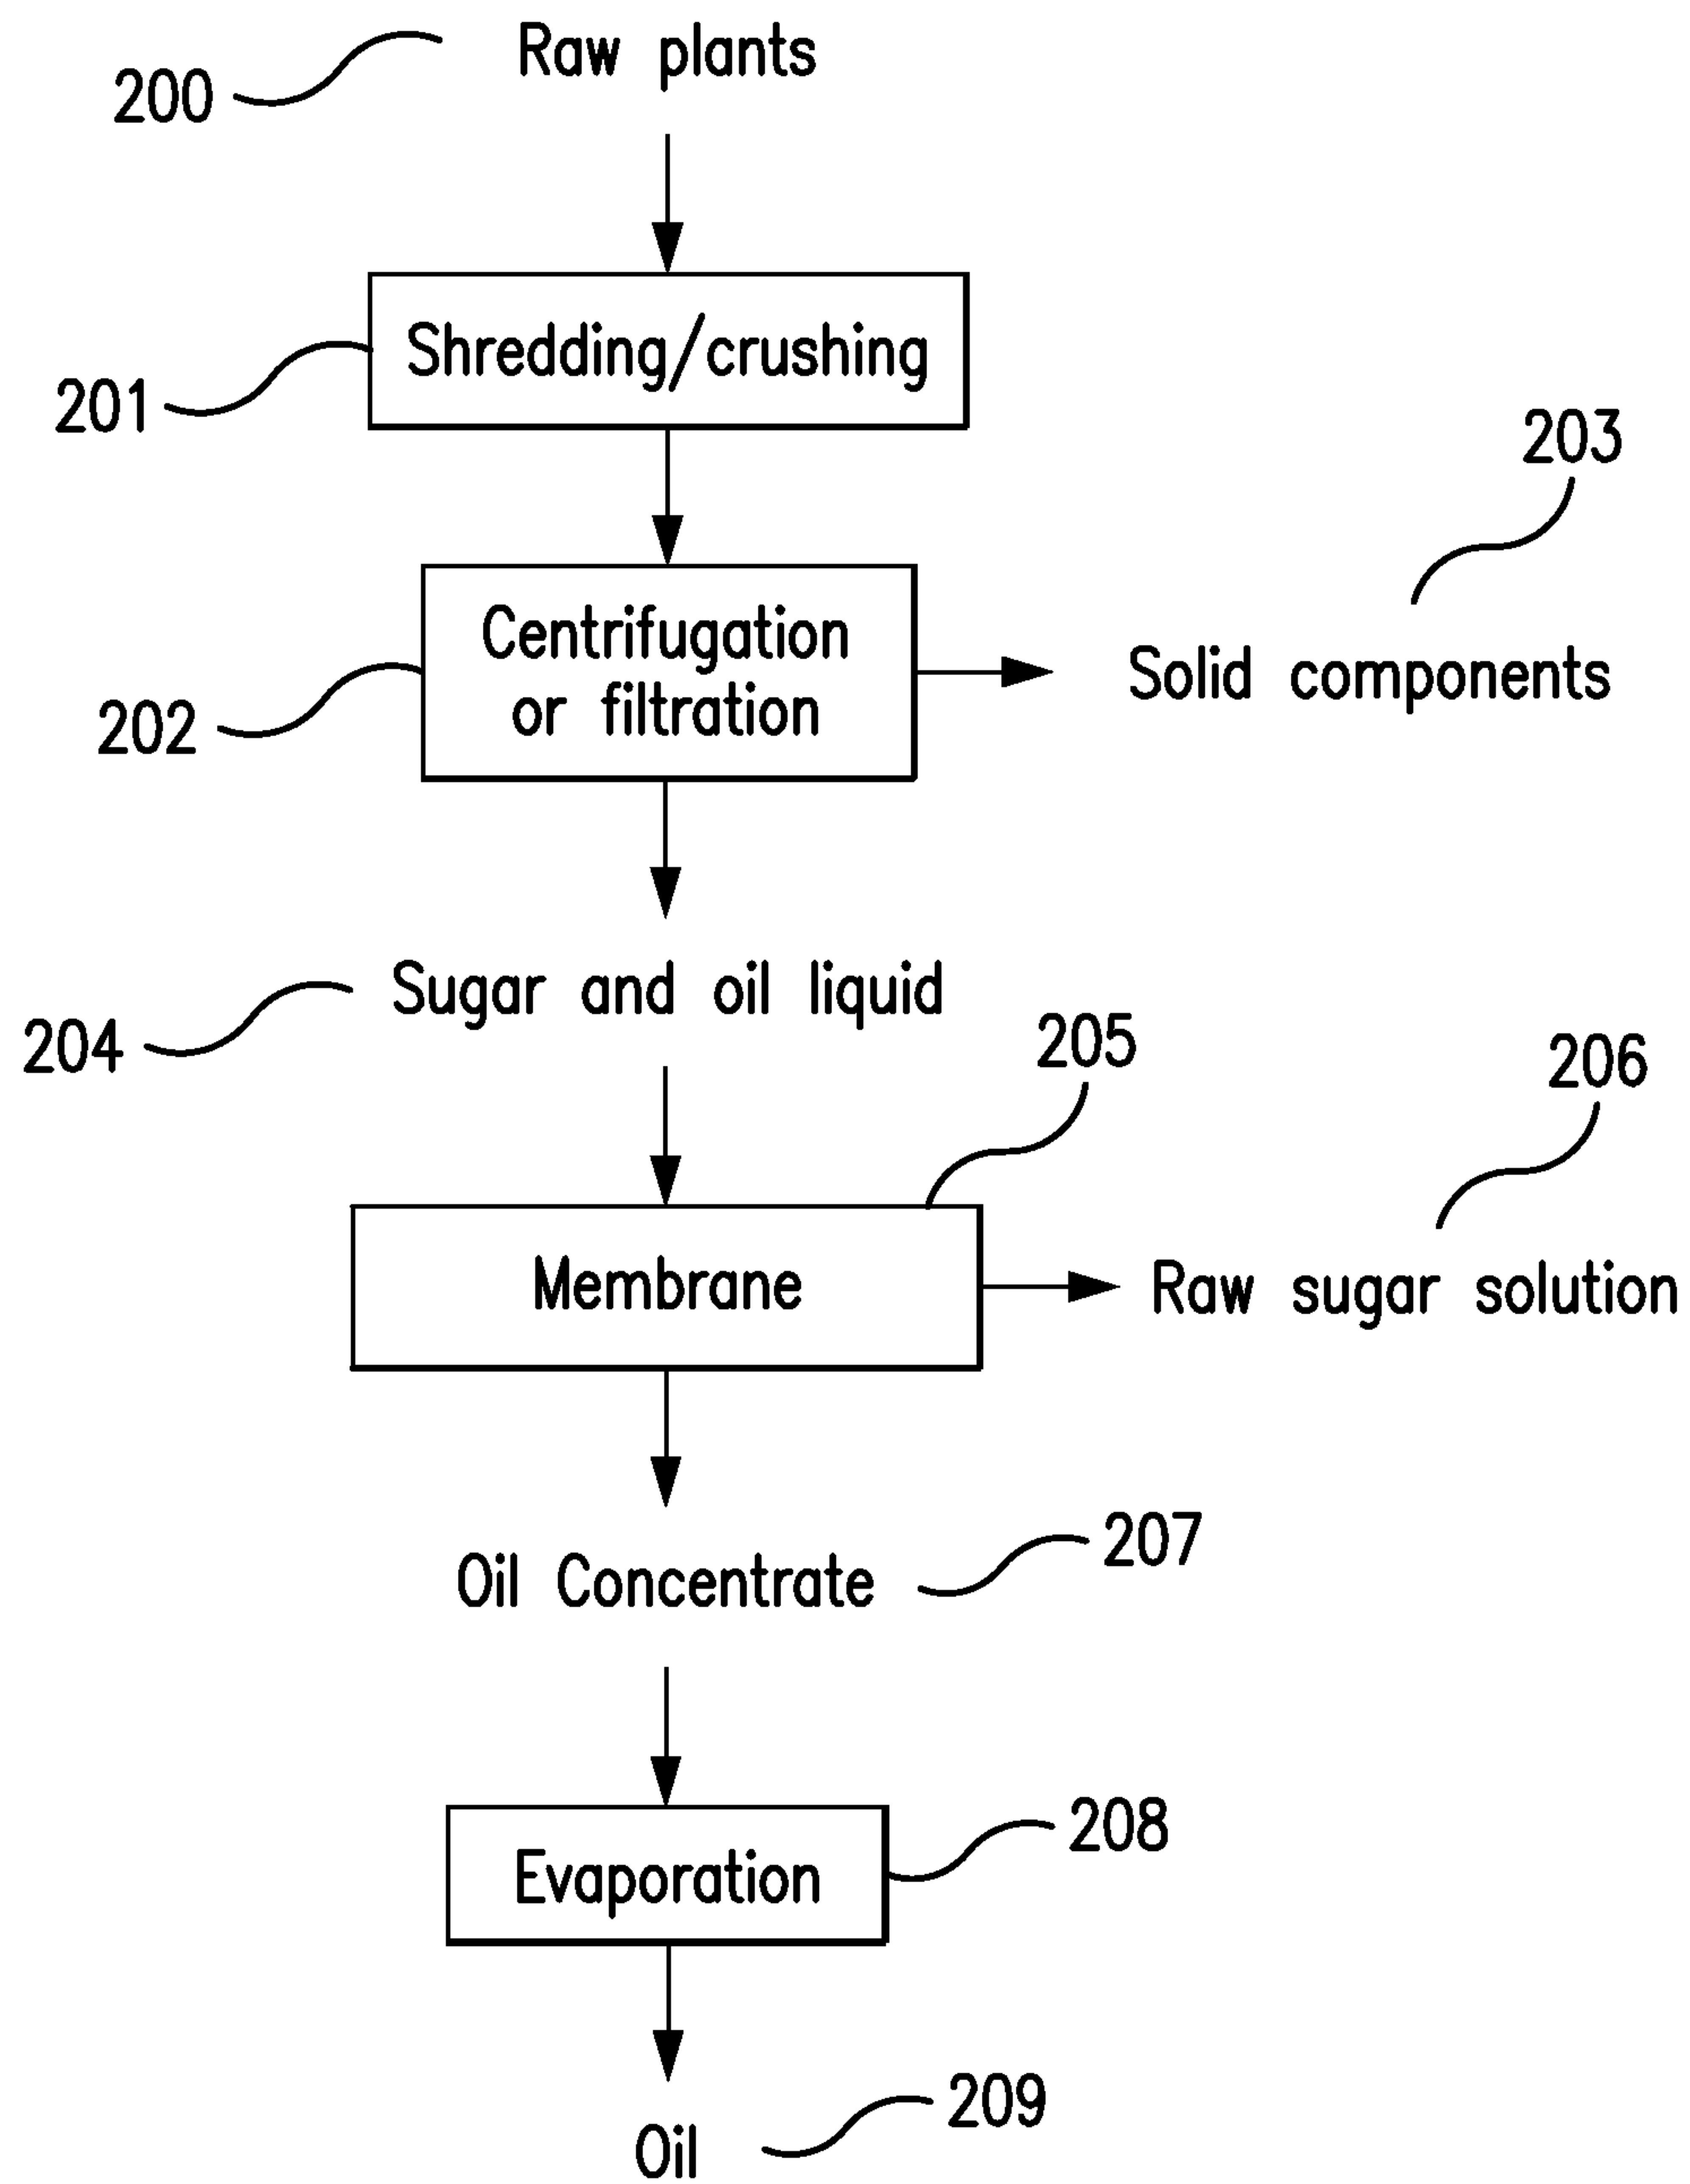 Raw plants
200
Shredding/crushing
201
203
Centrifugation
or filtration
Solid components
202
Sugar and oil liquid
204
205
206
Membrane
Raw sugar solution
207
Oil Concentrate
208
Evaporation
209
Oil